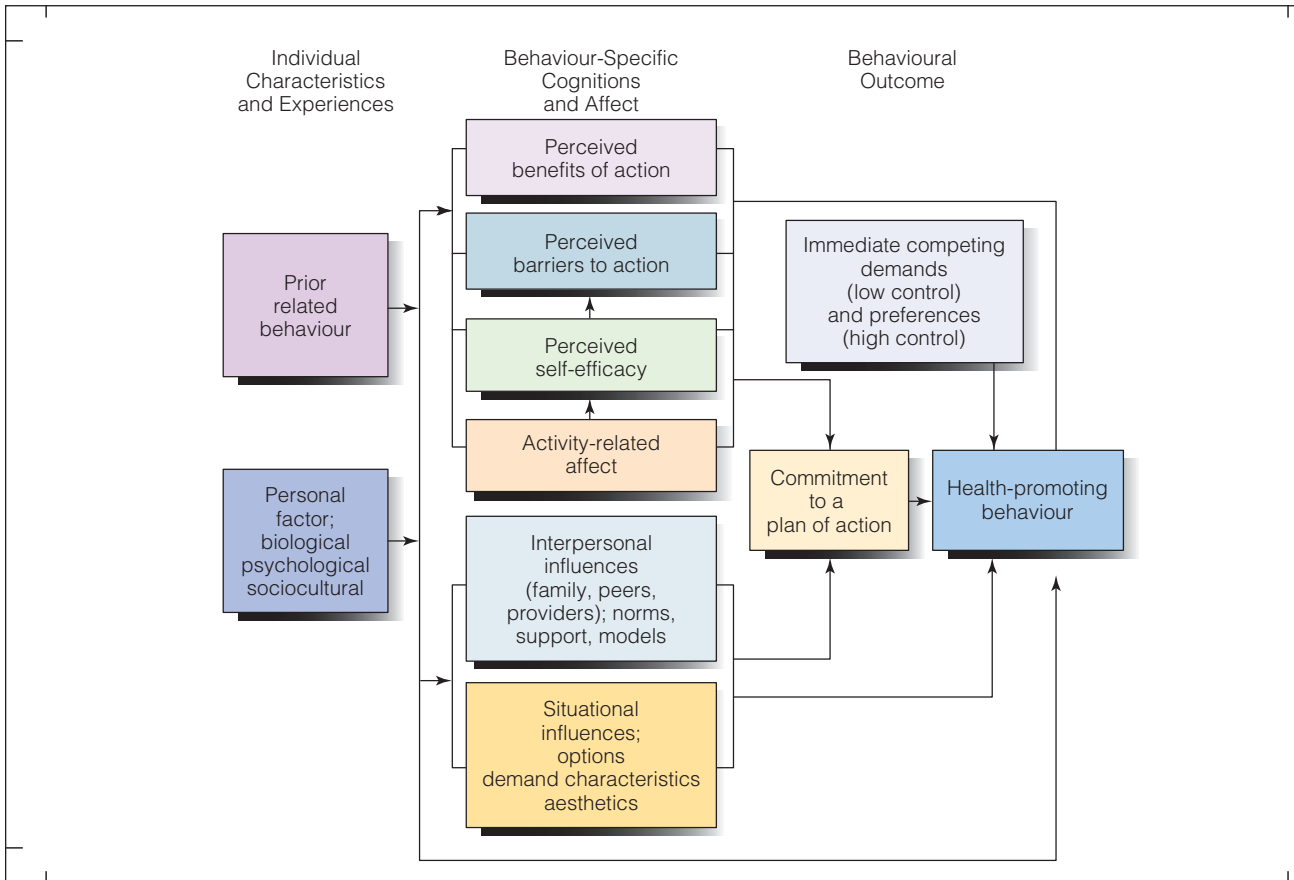 Individual
Characteristics
and Experiences
Behaviour-Specific
Cognitions
and Affect
Behavioural
Outcome
Perceived
benefits of action
Perceived
barriers to action
Perceived
self-efficacy
Activity-related
affect
Prior
related
behaviour
Personal
factor;
biological
psychological
sociocultural
Interpersonal
influences
(family, peers,
providers); norms,
support, models
Situational
influences;
options
demand characteristics
aesthetics
Immediate competing
demands
(low control)
and preferences
(high control)
Commitment
to a
plan of action
Health-promoting
behaviour